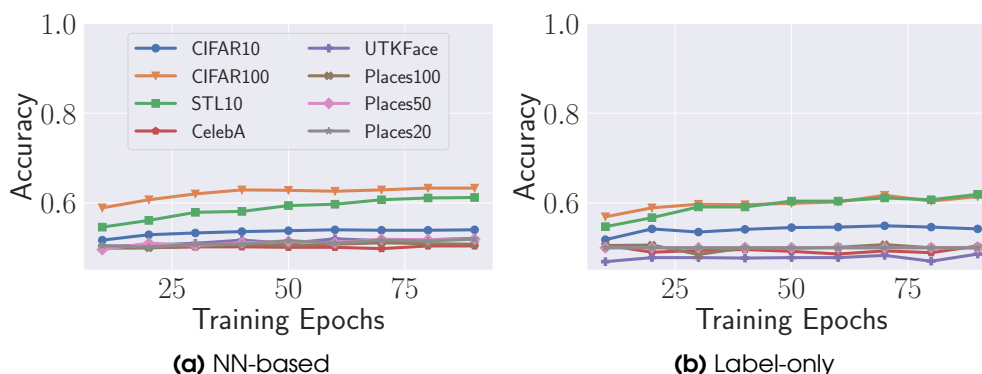 1.0
0.8
0.6
Accuracy
CIFAR10
CIFAR100
STL10
CelebA
UTKFace
Places100
Places50
Places20
25
50
75
Training Epochs
(a) NN-based
1.0
0.8
0.6
Accuracy
25
50
75
Training Epochs
(b) Label-only